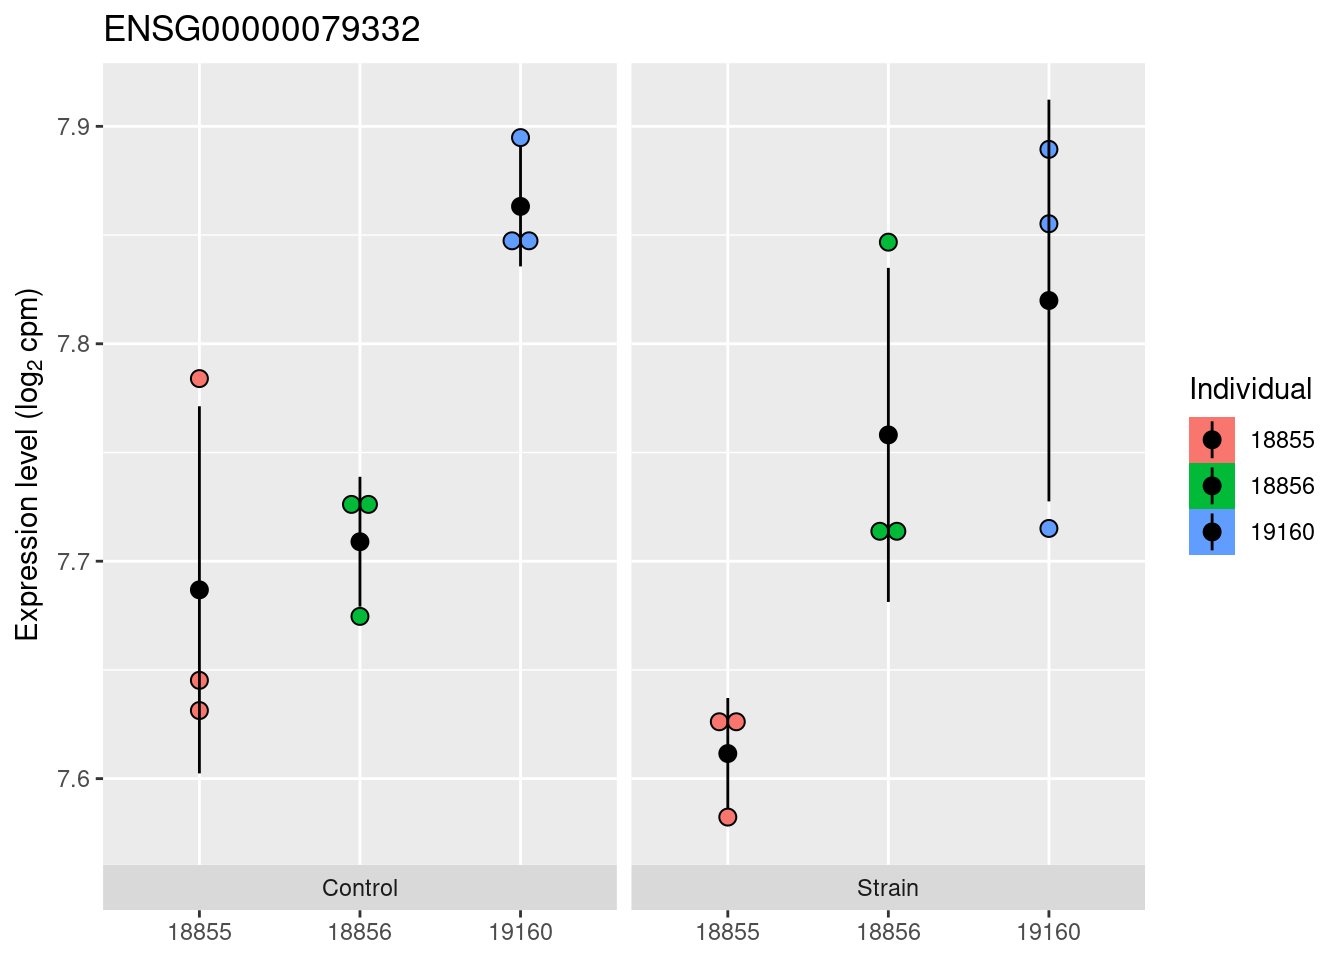 ENSG00000079332
Expression level (log₂ cpm)
7.9
7.8
7.7
7.6
Control
Strain
18855 18856 19160
18855 18856 19160
Individual
18855
18856
19160